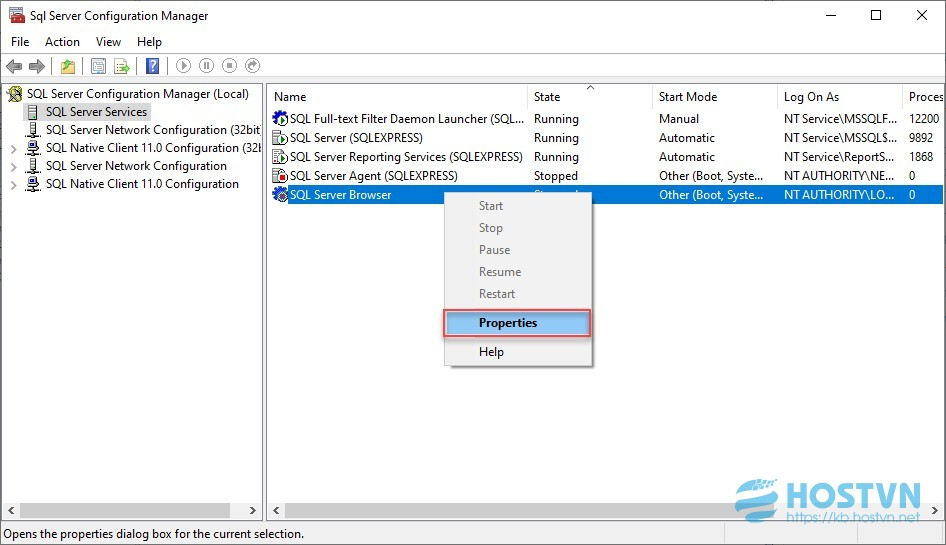 Sql Server Configuration Manager
File Action View Help
SQL Server Configuration Manager (Local)
SQL Server Services
SQL Server Network Configuration (32bit
SQL Native Client 11.0 Configuration (32bit
SQL Server Network Configuration
SQL Native Client 11.0 Configuration
Name State Start Mode Log On As Proces
SQL Full-text Filter Daemon Launcher (SQL... Running Manual NT Service\MSSQLF... 12200
SQL Server (SQLEXPRESS) Running Automatic NT Service\MSSQL$... 9892
SQL Server Reporting Services (SQLEXPRESS) Running Automatic NT Service\ReportS... 1868
SQL Server Agent (SQLEXPRESS) Stopped Other (Boot, Syste... NT AUTHORITY\NE... 0
SQL Server Browser Other (Boot, Syste... NT AUTHORITY\LO... 0
Start
Stop
Pause
Resume
Restart
Properties
Help
HOSTVN
https://kb.hostvn.net
Opens the properties dialog box for the current selection.